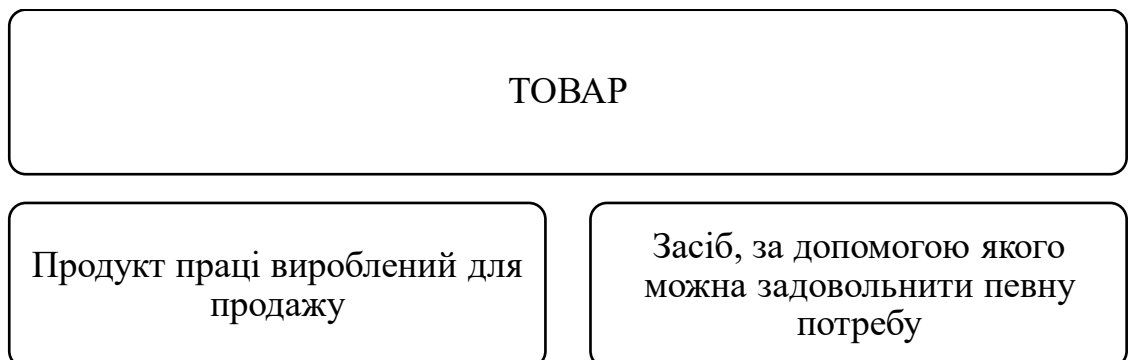 ТОВАР
Продукт праці вироблений для
продажу
Засіб, за допомогою якого
можна задовольнити певну
потребу